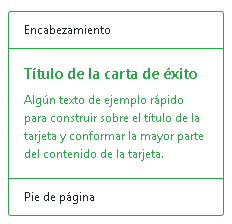 Encabezamiento
Título de la carta de éxito
Algún texto de ejemplo rápido
para construir sobre el título de la
tarjeta y conformar la mayor parte
del contenido de la tarjeta.
Pie de página